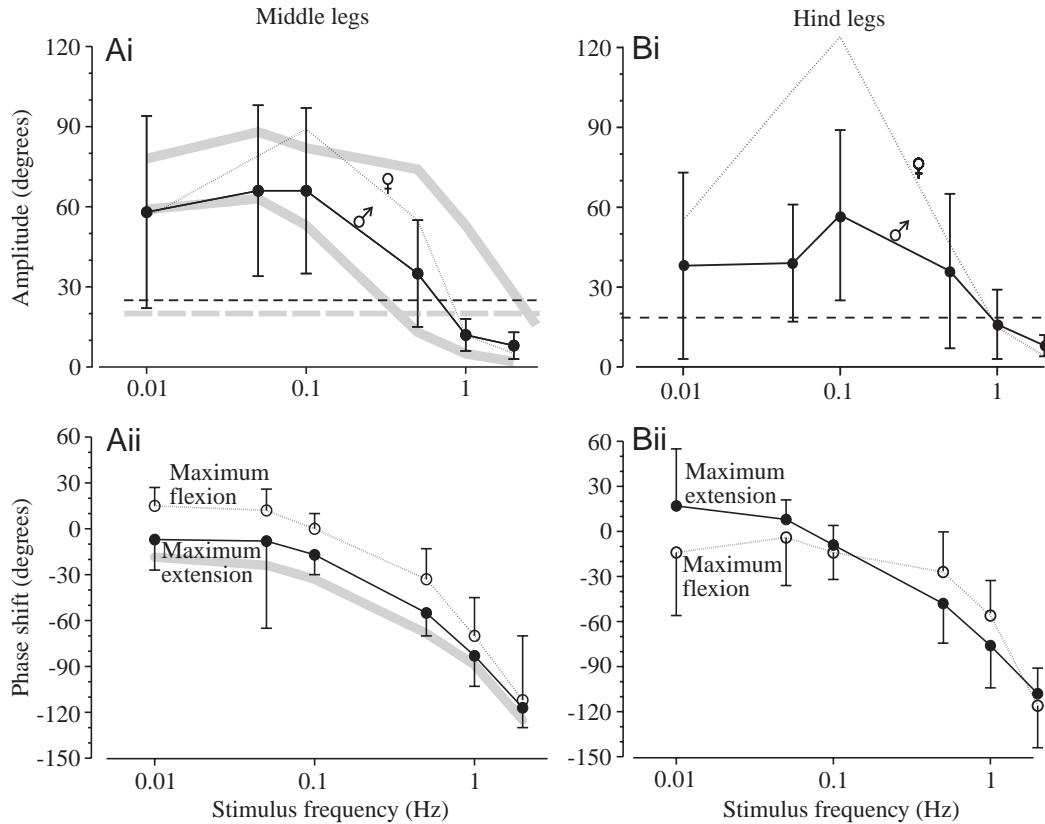 Middle legs
Hind legs
Ai
Bi
Amplitude (degrees)
120
90
60
30
0
♀
♂
0.01
0.1
1
120
90
60
30
0
♀
♂
0.01
0.1
1
Aii
Bii
Phase shift (degrees)
60
30
0
-30
-60
-90
-120
-150
Maximum
flexion
Maximum
extension
0.01
0.1
1
Stimulus frequency (Hz)
60
30
0
-30
-60
-90
-120
-150
Maximum
extension
Maximum
flexion
0.01
0.1
1
Stimulus frequency (Hz)